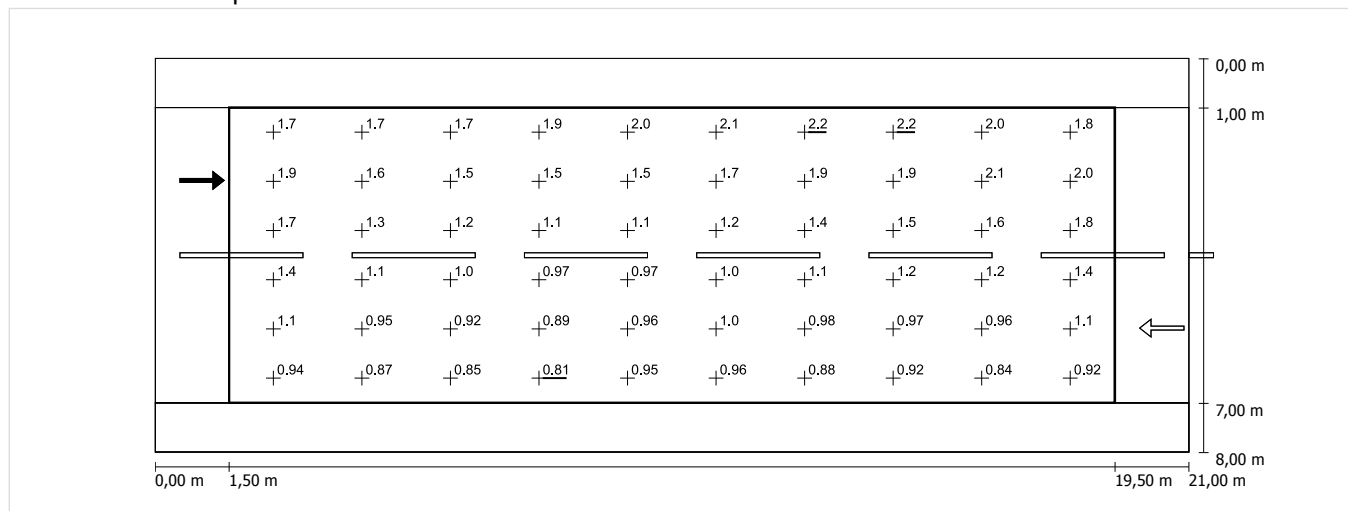 0,00 m
1,00 m
1.7 1.7 1.7 1.9 2.0 2.1 2.2 2.2 2.0 1.8
1.9 1.6 1.5 1.5 1.5 1.7 1.9 1.9 2.1 2.0
1.7 1.3 1.2 1.1 1.1 1.2 1.4 1.5 1.6 1.8
1.4 1.1 1.0 0.97 0.97 1.0 1.1 1.2 1.2 1.4
1.1 0.95 0.92 0.89 0.96 1.0 0.98 0.97 0.96 1.1
0.94 0.87 0.85 0.81 0.95 0.96 0.88 0.92 0.84 0.92
7,00 m
8,00 m
0,00 m 1,50 m 19,50 m 21,00 m